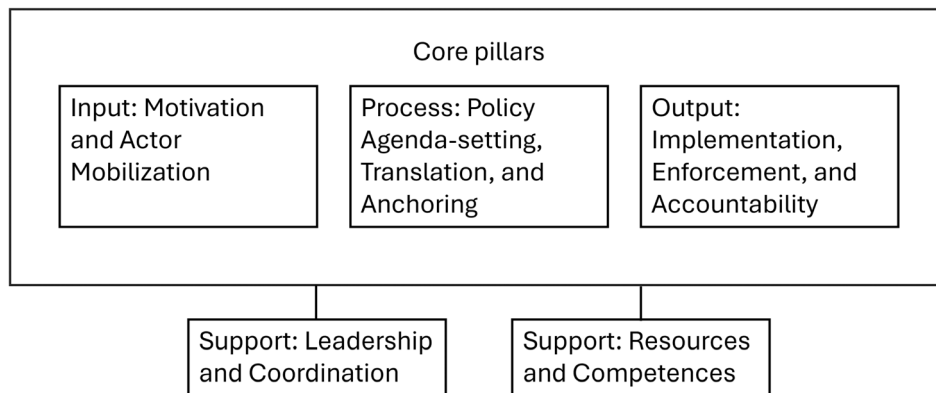 Core pillars
Input: Motivation
and Actor
Mobilization
Process: Policy
Agenda-setting,
Translation, and
Anchoring
Output:
Implementation,
Enforcement, and
Accountability
Support: Leadership
and Coordination
Support: Resources
and Competences